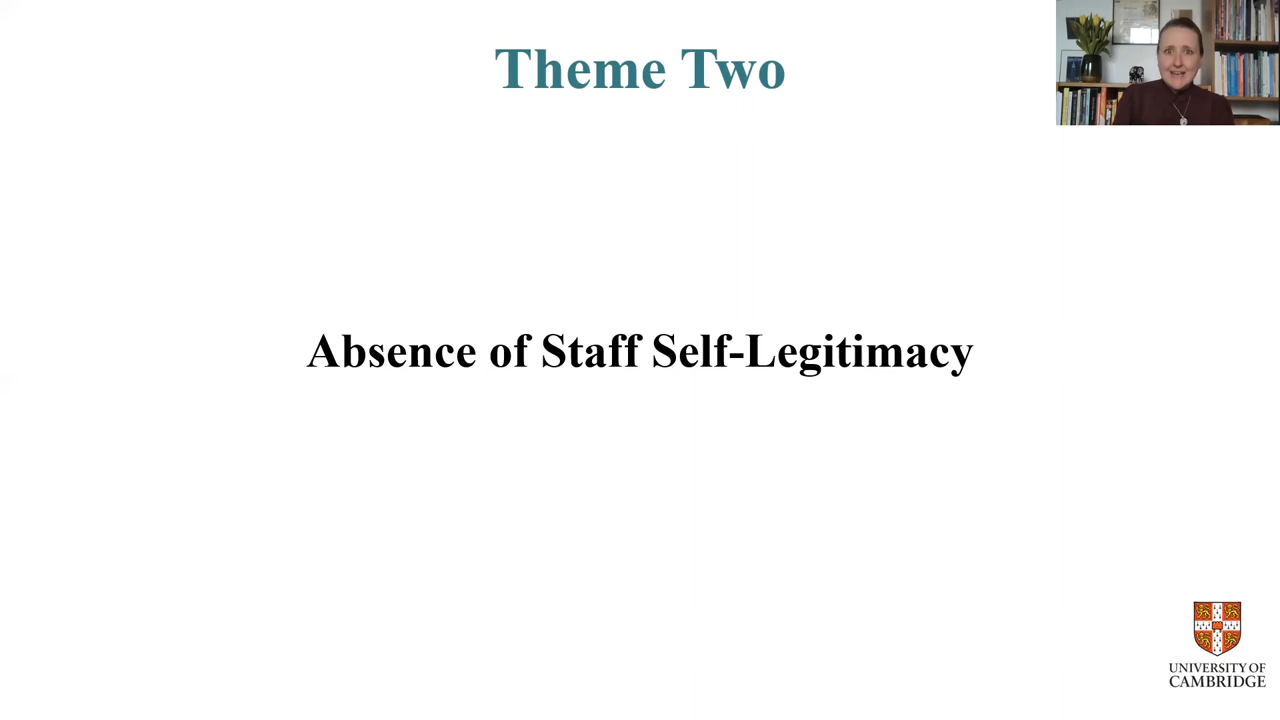 Theme Two
Absence of Staff Self-Legitimacy
UNIVERSITY OF
CAMBRIDGE